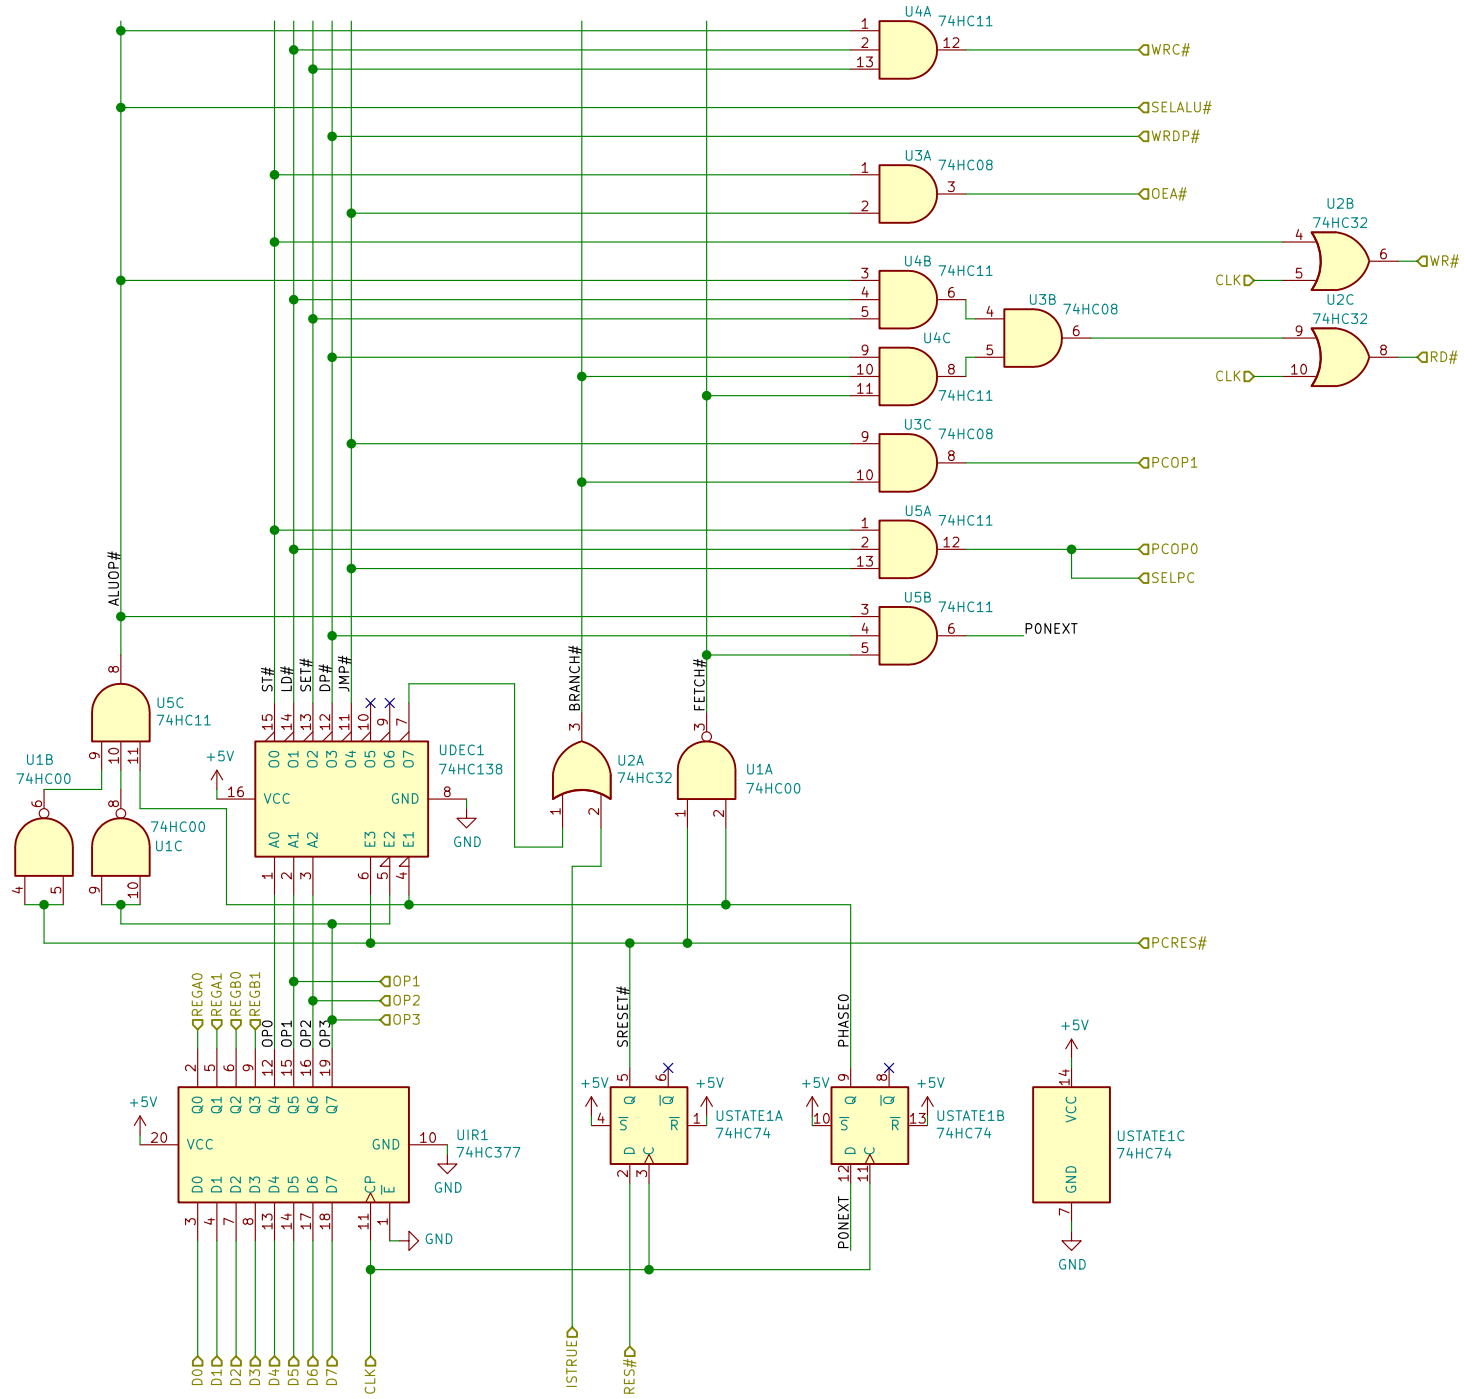 U4A
74HC11
1
2
13
12
WRC#
SELALU#
WRDP#
U3A
74HC08
1
2
3
OEA#
U2B
74HC32
4
5
6
WR#
CLK
U4B
74HC11
3
4
5
6
U3B
74HC08
4
5
6
U2C
74HC32
9
10
8
RD#
CLK
U4C
9
10
11
8
74HC11
U3C
74HC08
9
10
8
PCOP1
U5A
74HC11
1
2
13
12
PCOP0
SELPC
ALUOP#
U5B
74HC11
3
4
5
6
P0NEXT
ST#
LD#
SET#
DP#
JMP#
BRANCH#
FETCH#
8
U5C
74HC11
9
10
11
15
14
13
12
11
10
9
7
3
3
U1B
74HC00
6
4
5
8
74HC00
U1C
9
10
+5V
16
VCC
O0
O1
O2
O3
O4
O5
O6
O7
GND
8
GND
UDEC1
74HC138
A0
A1
A2
E3
E2
E1
1
2
3
6
5
4
U2A
74HC32
1
2
U1A
74HC00
1
2
PCRES#
REGA0
REGA1
REGB0
REGB1
OP0
OP1
OP2
OP3
OP1
OP2
OP3
SRESET#
PHASE0
2
5
6
9
12
15
16
19
Q0
Q1
Q2
Q3
Q4
Q5
Q6
Q7
+5V
20
VCC
GND
10
GND
UIR1
74HC377
D0
D1
D2
D3
D4
D5
D6
D7
CP
E
3
4
7
8
13
14
17
18
11
1
GND
5
6
+5V
+5V
4
S
Q
Q
R
1
D
C
2
3
USTATE1A
74HC74
9
8
+5V
+5V
10
S
Q
Q
R
13
D
C
12
11
USTATE1B
74HC74
P0NEXT
+5V
14
VCC
GND
7
GND
USTATE1C
74HC74
D0
D1
D2
D3
D4
D5
D6
D7
CLK
ISTRUE
RES#